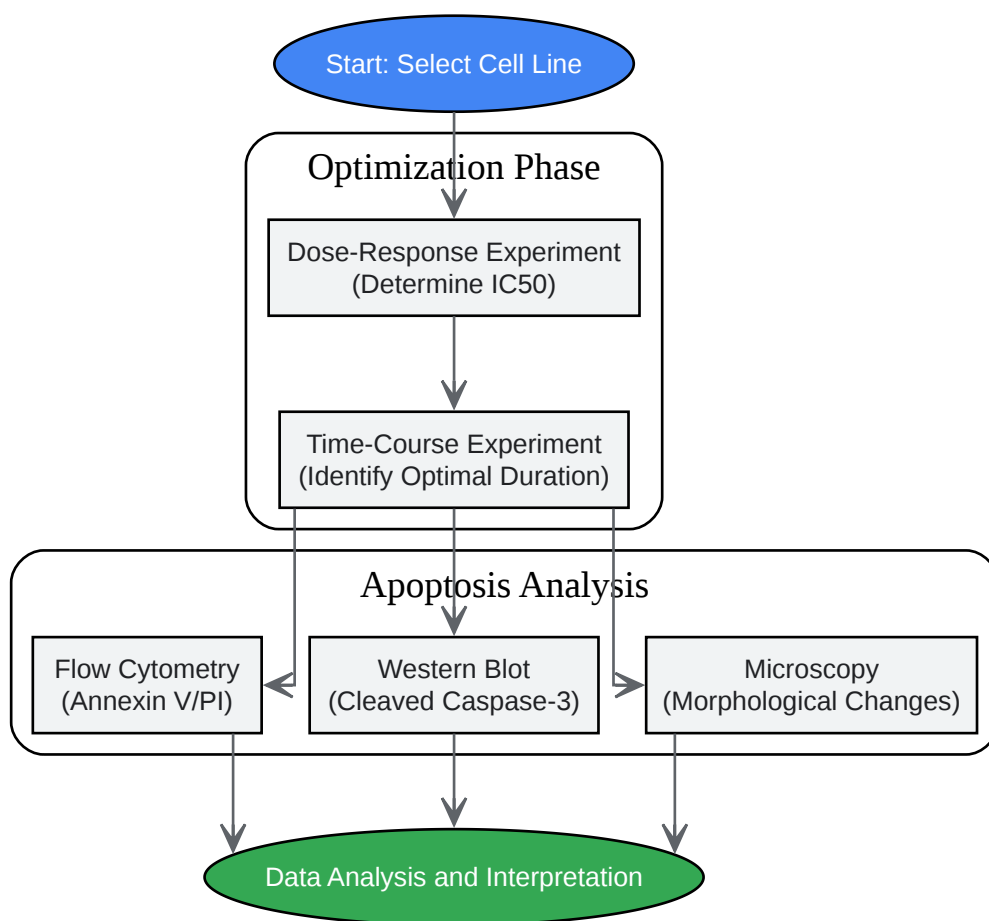 Start: Select Cell Line
Optimization Phase
Dose-Response Experiment
(Determine IC50)
Time-Course Experiment
(Identify Optimal Duration)
Apoptosis Analysis
Flow Cytometry
(Annexin V/PI)
Western Blot
(Cleaved Caspase-3)
Microscopy
(Morphological Changes)
Data Analysis and Interpretation